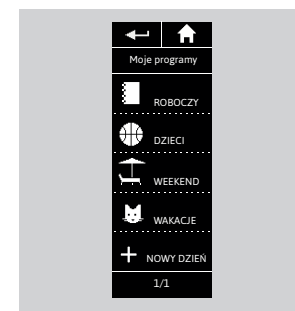 Moje programy
ROBOCZY
DZIECI
WEEKEND
WAKACJE
NOWY DZIEŃ
1/1